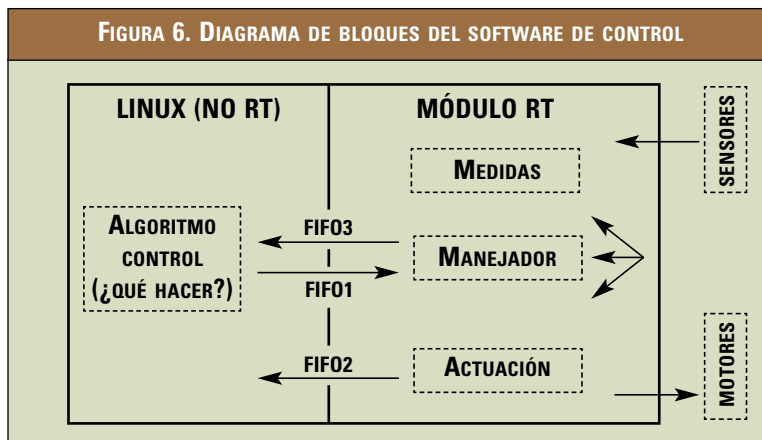 FIGURA 6. DIAGRAMA DE BLOQUES DEL SOFTWARE DE CONTROL
LINUX (NO RT)
MÓDULO RT
SENSORES
MEDIDAS
ALGORITMO
CONTROL
(¿QUÉ HACER?)
FIFO3
FIFO1
MANEJADOR
FIFO2
ACTUACIÓN
MOTORES